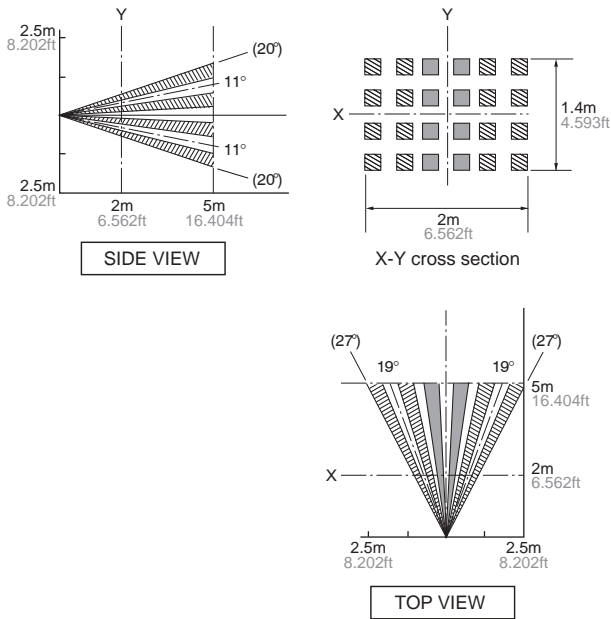 Y
2.5m
8.202ft
(20°)
11°
11°
(20°)
2.5m
8.202ft
2m
6.562ft
5m
16.404ft
SIDE VIEW
Y
X
1.4m
4.593ft
2m
6.562ft
X-Y cross section
(27°)
19°
19°
(27°)
5m
16.404ft
X
2m
6.562ft
2.5m
8.202ft
2.5m
8.202ft
TOP VIEW